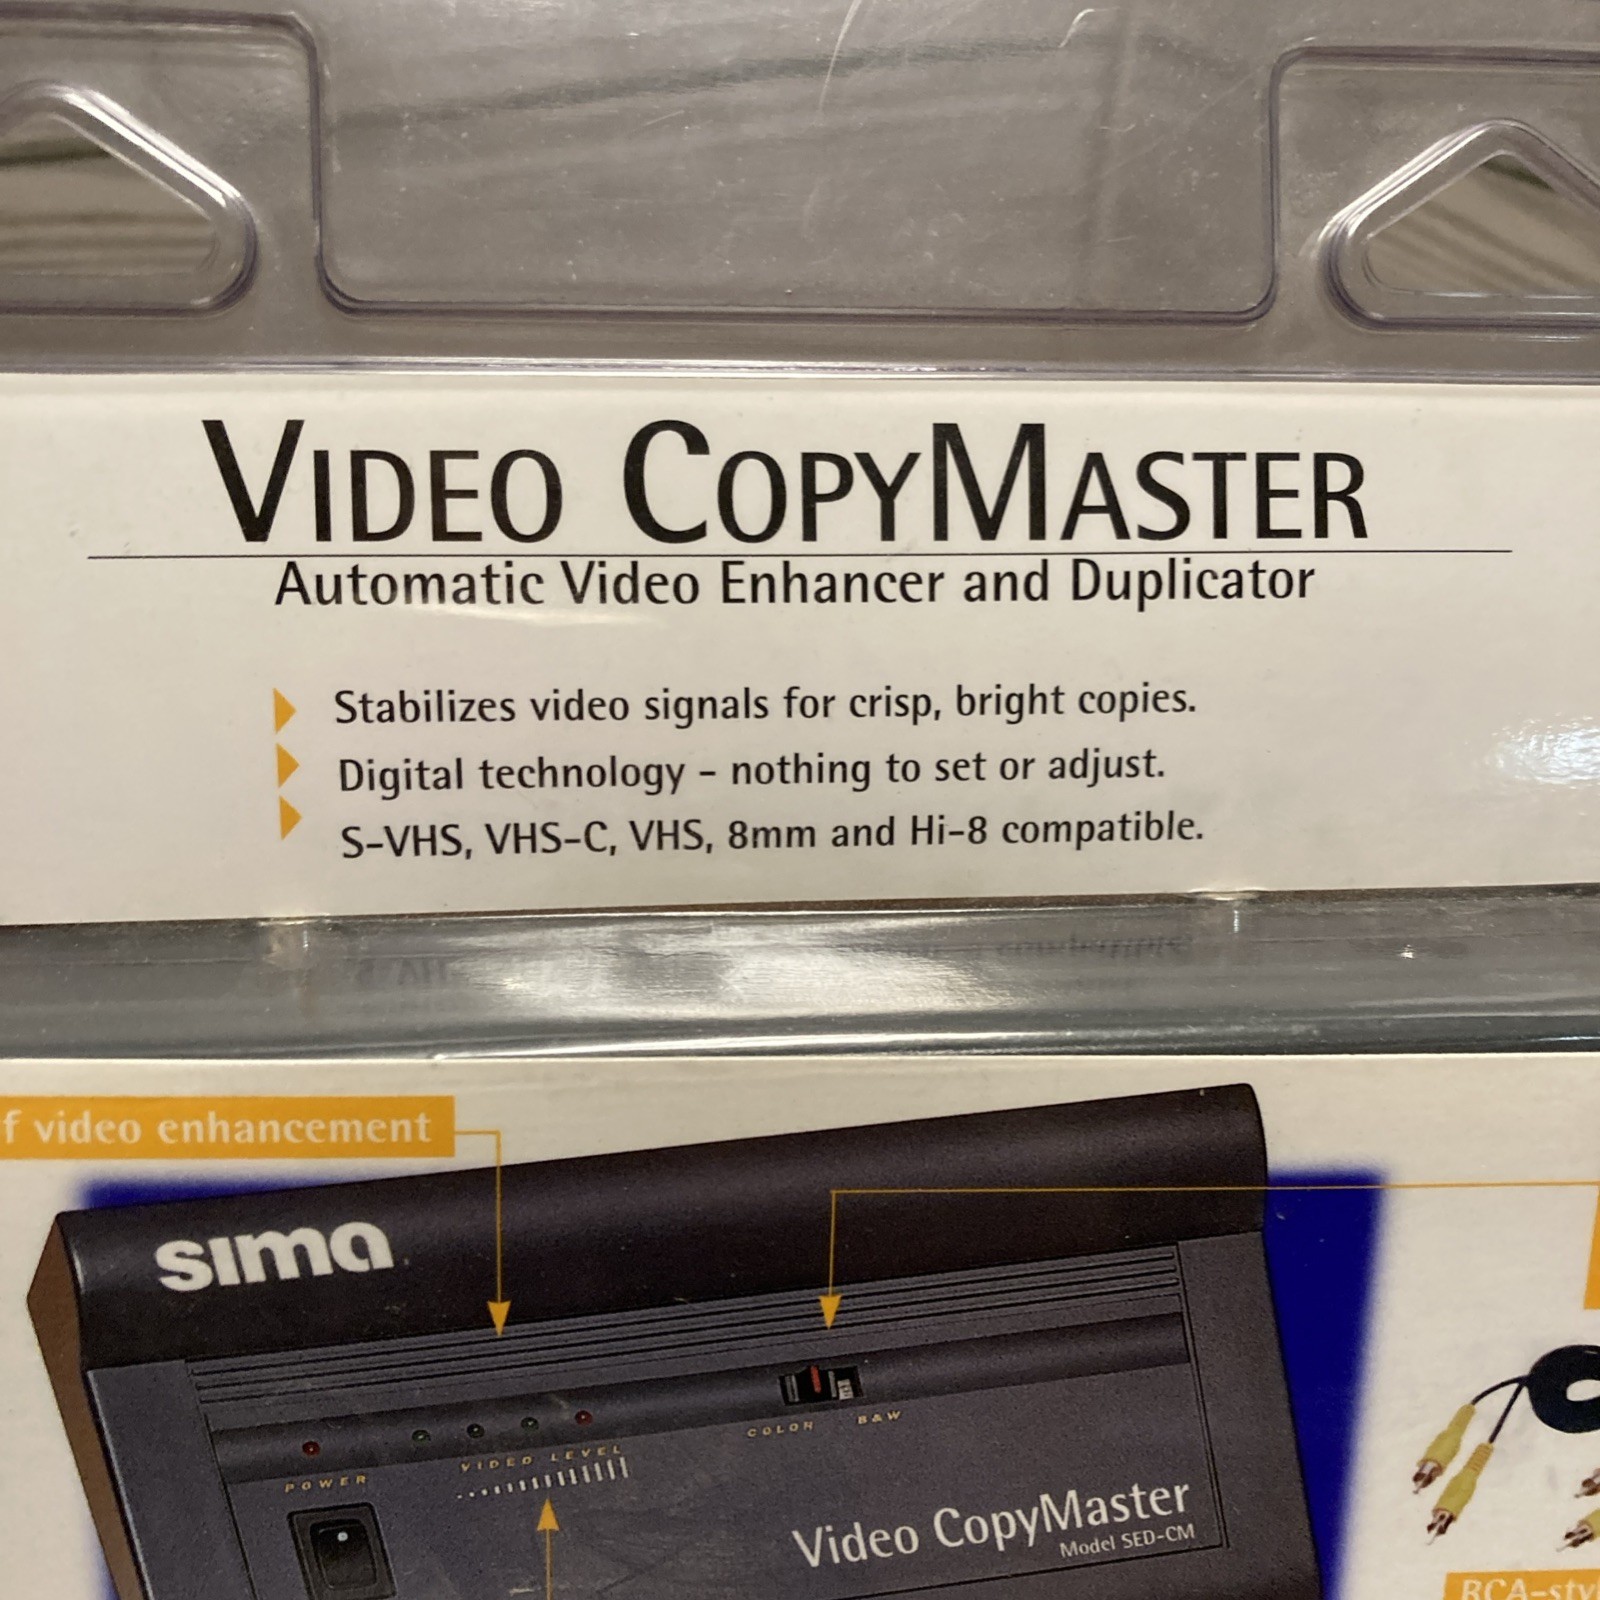 VIDEO COPYMASTER
Automatic Video Enhancer and Duplicator
Stabilizes video signals for crisp, bright copies.
Digital technology – nothing to set or adjust.
S-VHS, VHS-C, VHS, 8mm and Hi-8 compatible.
f video enhancement
sima
COLOR B&W
VIDEO LEVEL
POWER
Video CopyMaster
Model SED-CM
RCA-styl